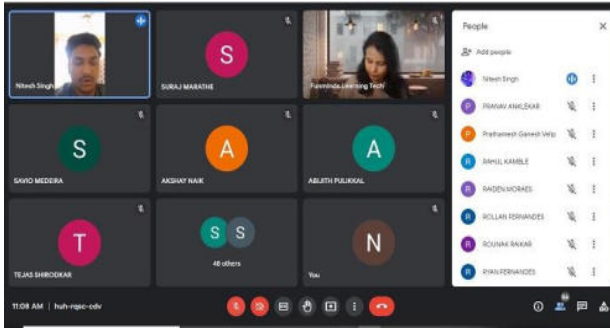 Nitesh Singh
S
SURAJ MARATHE
Funminds Learning Tech
S
SAVIO MEDEIRA
A
AKSHAY NAIK
A
ABIJITH PULIKKAL
T
TEJAS SHIRODKAR
S S
48 others
N
You
11:08 AM | huh-rqsc-cdv
People
Add people
Nitesh Singh
P PRANAV ANKLEKAR
P Prathamesh Ganesh Velip
R RAHUL KAMBLE
R RAIDEN MORAES
R ROLLAN FERNANDES
R ROUNAK RAIKAR
R RYAN FERNANDES